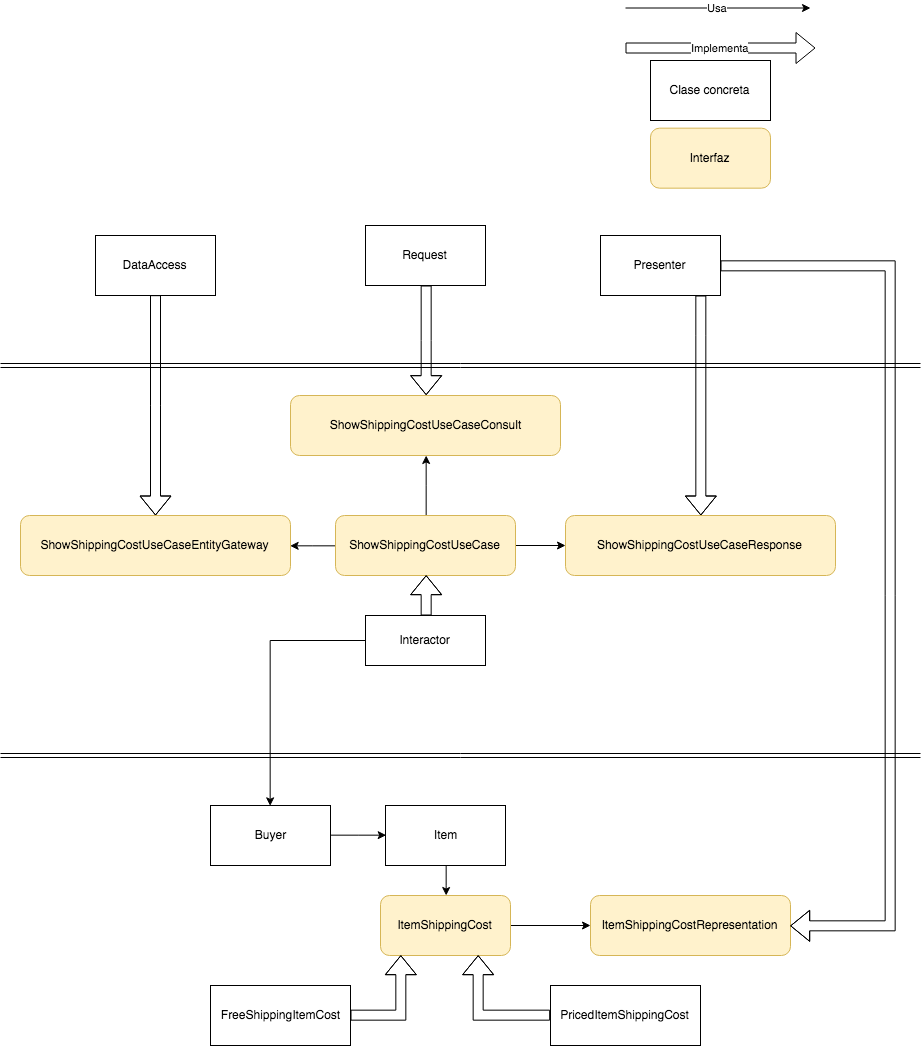 Usa
Implementa
Clase concreta
Interfaz
DataAccess
Request
Presenter
ShowShippingCostUseCaseConsult
ShowShippingCostUseCaseEntityGateway
ShowShippingCostUseCase
ShowShippingCostUseCaseResponse
Interactor
Buyer
Item
ItemShippingCost
ItemShippingCostRepresentation
FreeShippingItemCost
PricedItemShippingCost